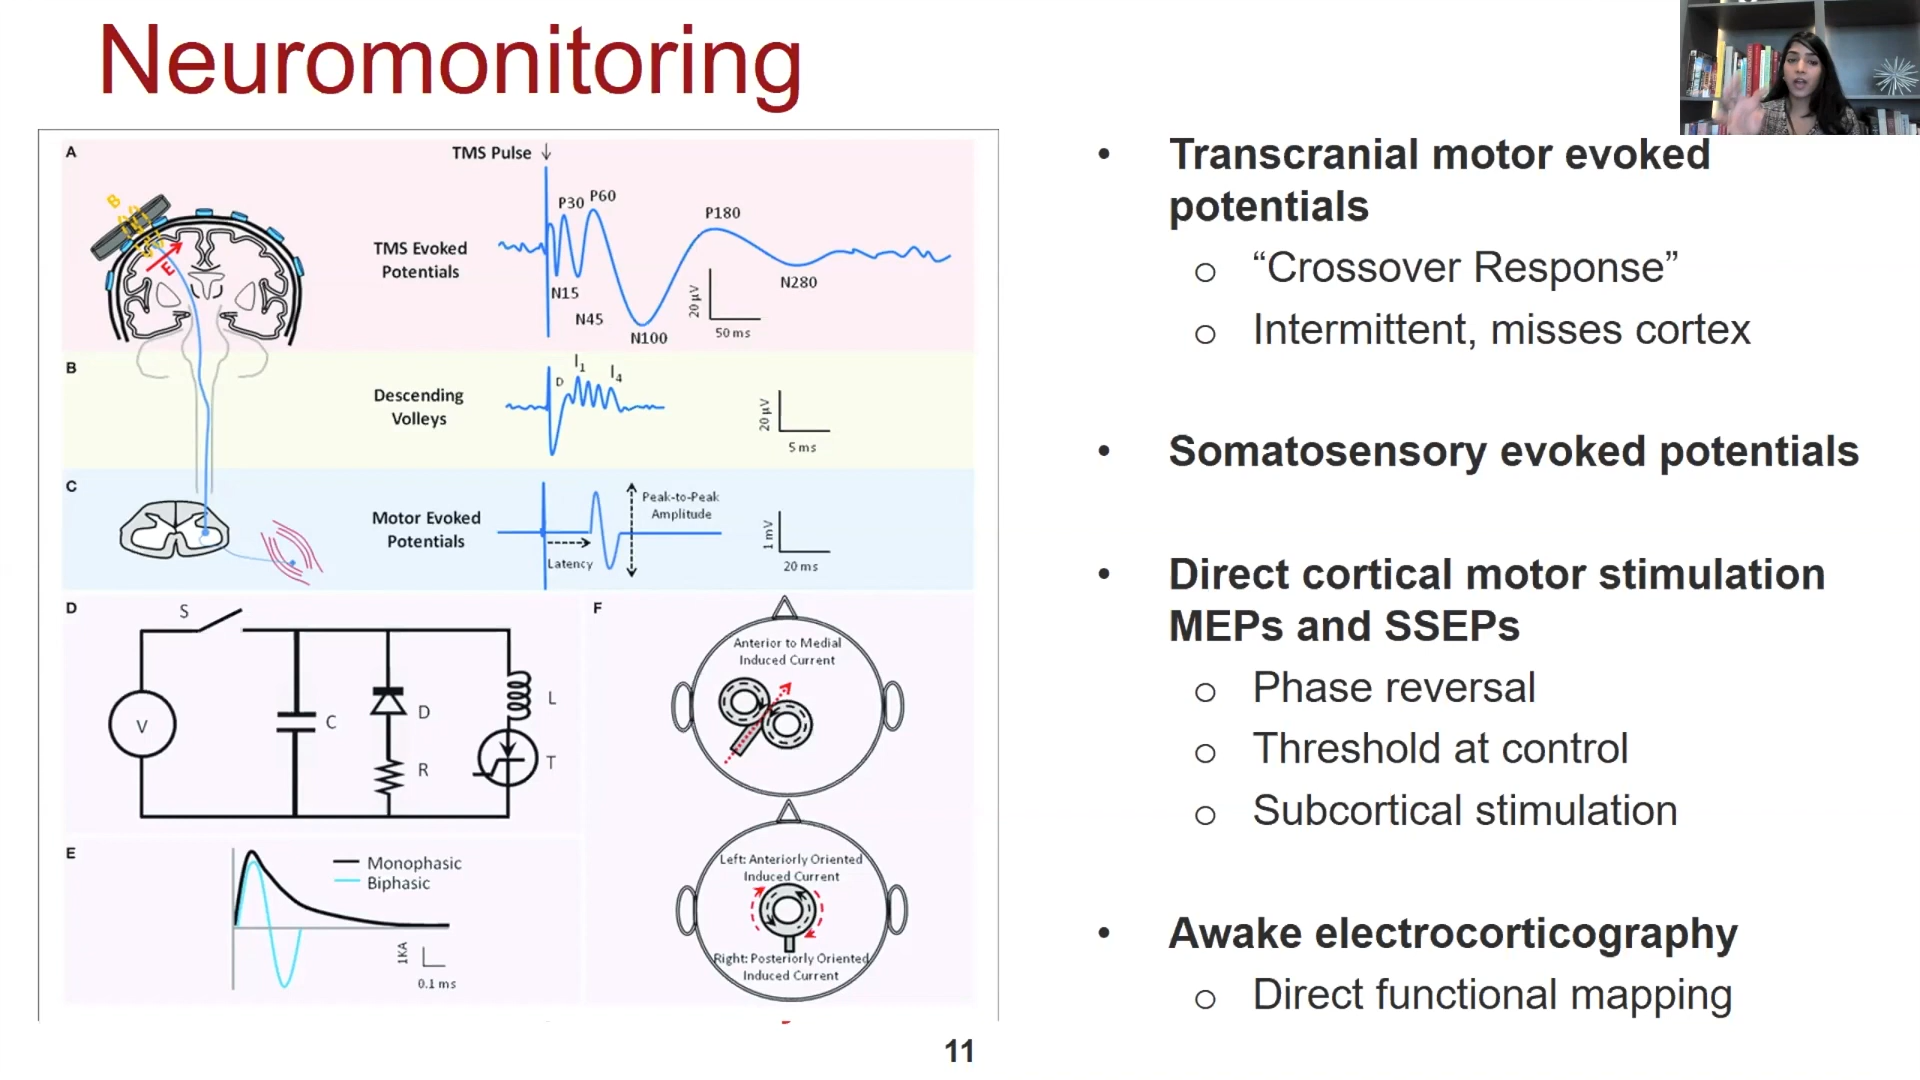 Neuromonitoring
A
TMS Pulse
B
E
TMS Evoked
Potentials
P30
P60
P180
N15
N45
N100
N280
20 µV
50 ms
B
Descending
Volleys
D
I1
I4
20 µV
5 ms
C
Motor Evoked
Potentials
Latency
Peak-to-Peak
Amplitude
1 mV
20 ms
D
S
V
C
D
R
L
T
E
Monophasic
Biphasic
1KA
0.1 ms
F
Anterior to Medial
Induced Current
Left: Anteriorly Oriented
Induced Current
Right: Posteriorly Oriented
Induced Current
• Transcranial motor evoked
potentials
o “Crossover Response”
o Intermittent, misses cortex
• Somatosensory evoked potentials
• Direct cortical motor stimulation
MEPs and SSEPs
o Phase reversal
o Threshold at control
o Subcortical stimulation
• Awake electrocorticography
o Direct functional mapping
11